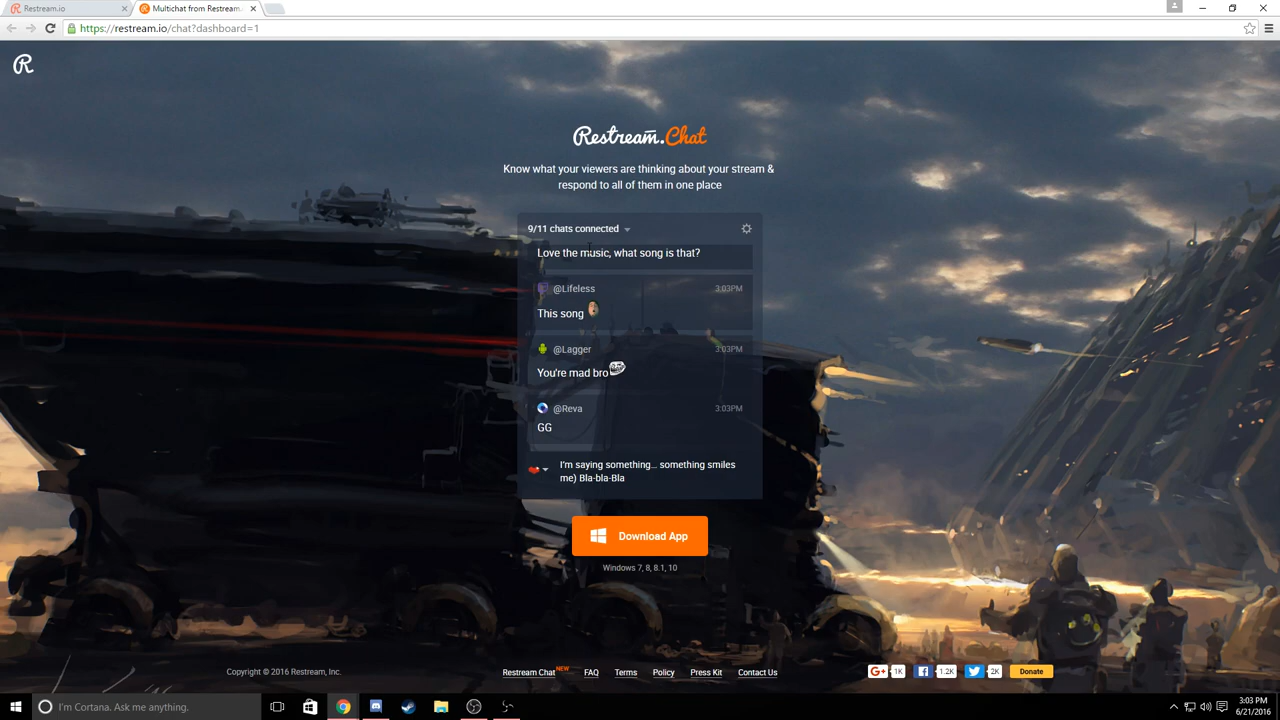 Restream.io
Multichat from Restream.
https://restream.io/chat?dashboard=1
R
Restream.Chat
Know what your viewers are thinking about your stream &
respond to all of them in one place
9/11 chats connected
Love the music, what song is that?
@Lifeless 3:03PM
This song
@Lagger 3:03PM
You're mad bro
@Reva 3:03PM
GG
I'm saying something... something smiles
me) Bla-bla-Bla
Download App
Windows 7, 8, 8.1, 10
Copyright © 2016 Restream, Inc
Restream Chat NEW FAQ Terms Policy Press Kit Contact Us
G+ 1K 1.2K 2K Donate
I'm Cortana. Ask me anything.
3:03 PM
6/21/2016